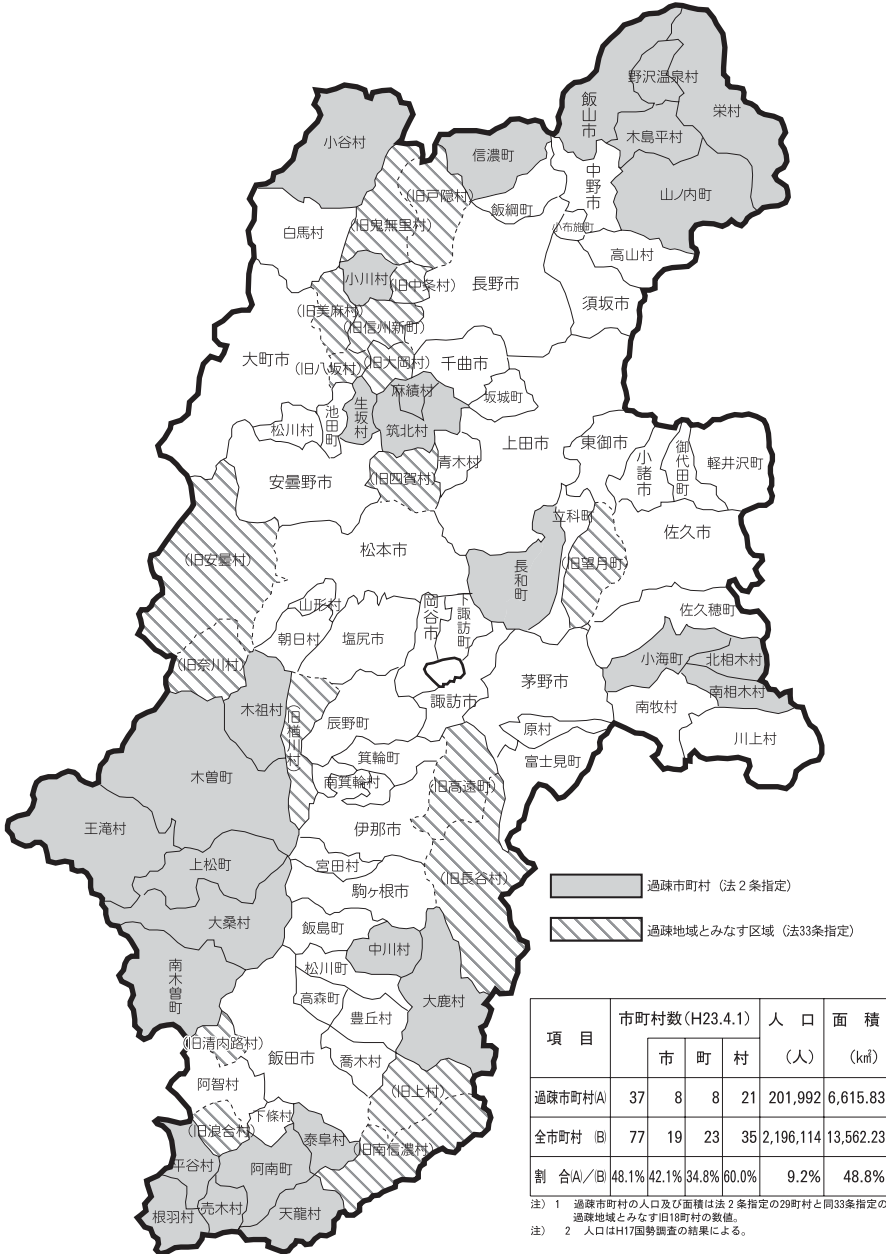 野沢温泉村
飯山市
栄村
木島平村
小谷村
信濃町
中野市
山ノ内町
(旧戸隠村)
飯綱町
(旧鬼無里村)
白馬村
小布施町
高山村
小川村
(旧中条村)
長野市
須坂市
(旧美麻村)
(旧信州新町)
大町市
(旧八坂村)
(旧大岡村)
千曲市
麻績村
坂城町
生坂村
池田町
松川村
筑北村
上田市
東御市
青木村
小諸市
御代田町
軽井沢町
安曇野市
(旧四賀村)
立科町
佐久市
松本市
(旧安曇村)
長和町
(旧望月町)
山形村
岡谷市
下諏訪町
佐久穂町
朝日村
塩尻市
(旧奈川村)
小海町
北相木村
茅野市
南相木村
木祖村
(旧楢川村)
辰野町
諏訪市
南牧村
原村
川上村
木曽町
箕輪町
富士見町
南箕輪村
(旧高遠町)
王滝村
伊那市
上松町
宮田村
(旧長谷村)
駒ヶ根市
過疎市町村 (法2条指定)
大桑村
飯島町
過疎地域とみなす区域 (法33条指定)
中川村
南木曽町
松川町
高森町
大鹿村
豊丘村
(旧清内路村)
飯田市
喬木村
阿智村
(旧上村)
下條村
(旧浪合村)
泰阜村
(旧南信濃村)
平谷村
阿南町
売木村
根羽村
天龍村
項 目 市町村数(H23.4.1) 人 口 面 積
市 町 村 (人) (㎢)
過疎市町村(A) 37 8 8 21 201,992 6,615.83
全市町村 (B) 77 19 23 35 2,196,114 13,562.23
割 合(A)/(B) 48.1% 42.1% 34.8% 60.0% 9.2% 48.8%
注) 1 過疎市町村の人口及び面積は法2条指定の29町村と同33条指定の
過疎地域とみなす旧18町村の数値。
注) 2 人口はH17国勢調査の結果による。